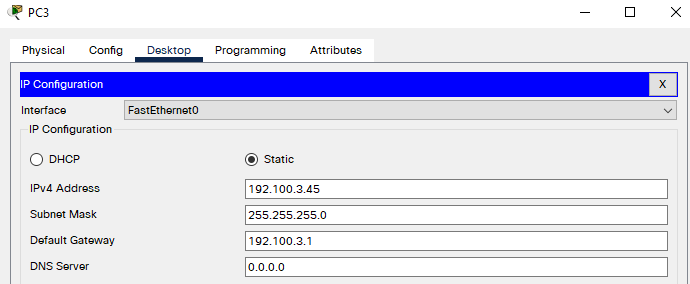 PC3
Physical Config Desktop Programming Attributes
IP Configuration X
Interface FastEthernet0
IP Configuration
DHCP Static
IPv4 Address 192.100.3.45
Subnet Mask 255.255.255.0
Default Gateway 192.100.3.1
DNS Server 0.0.0.0